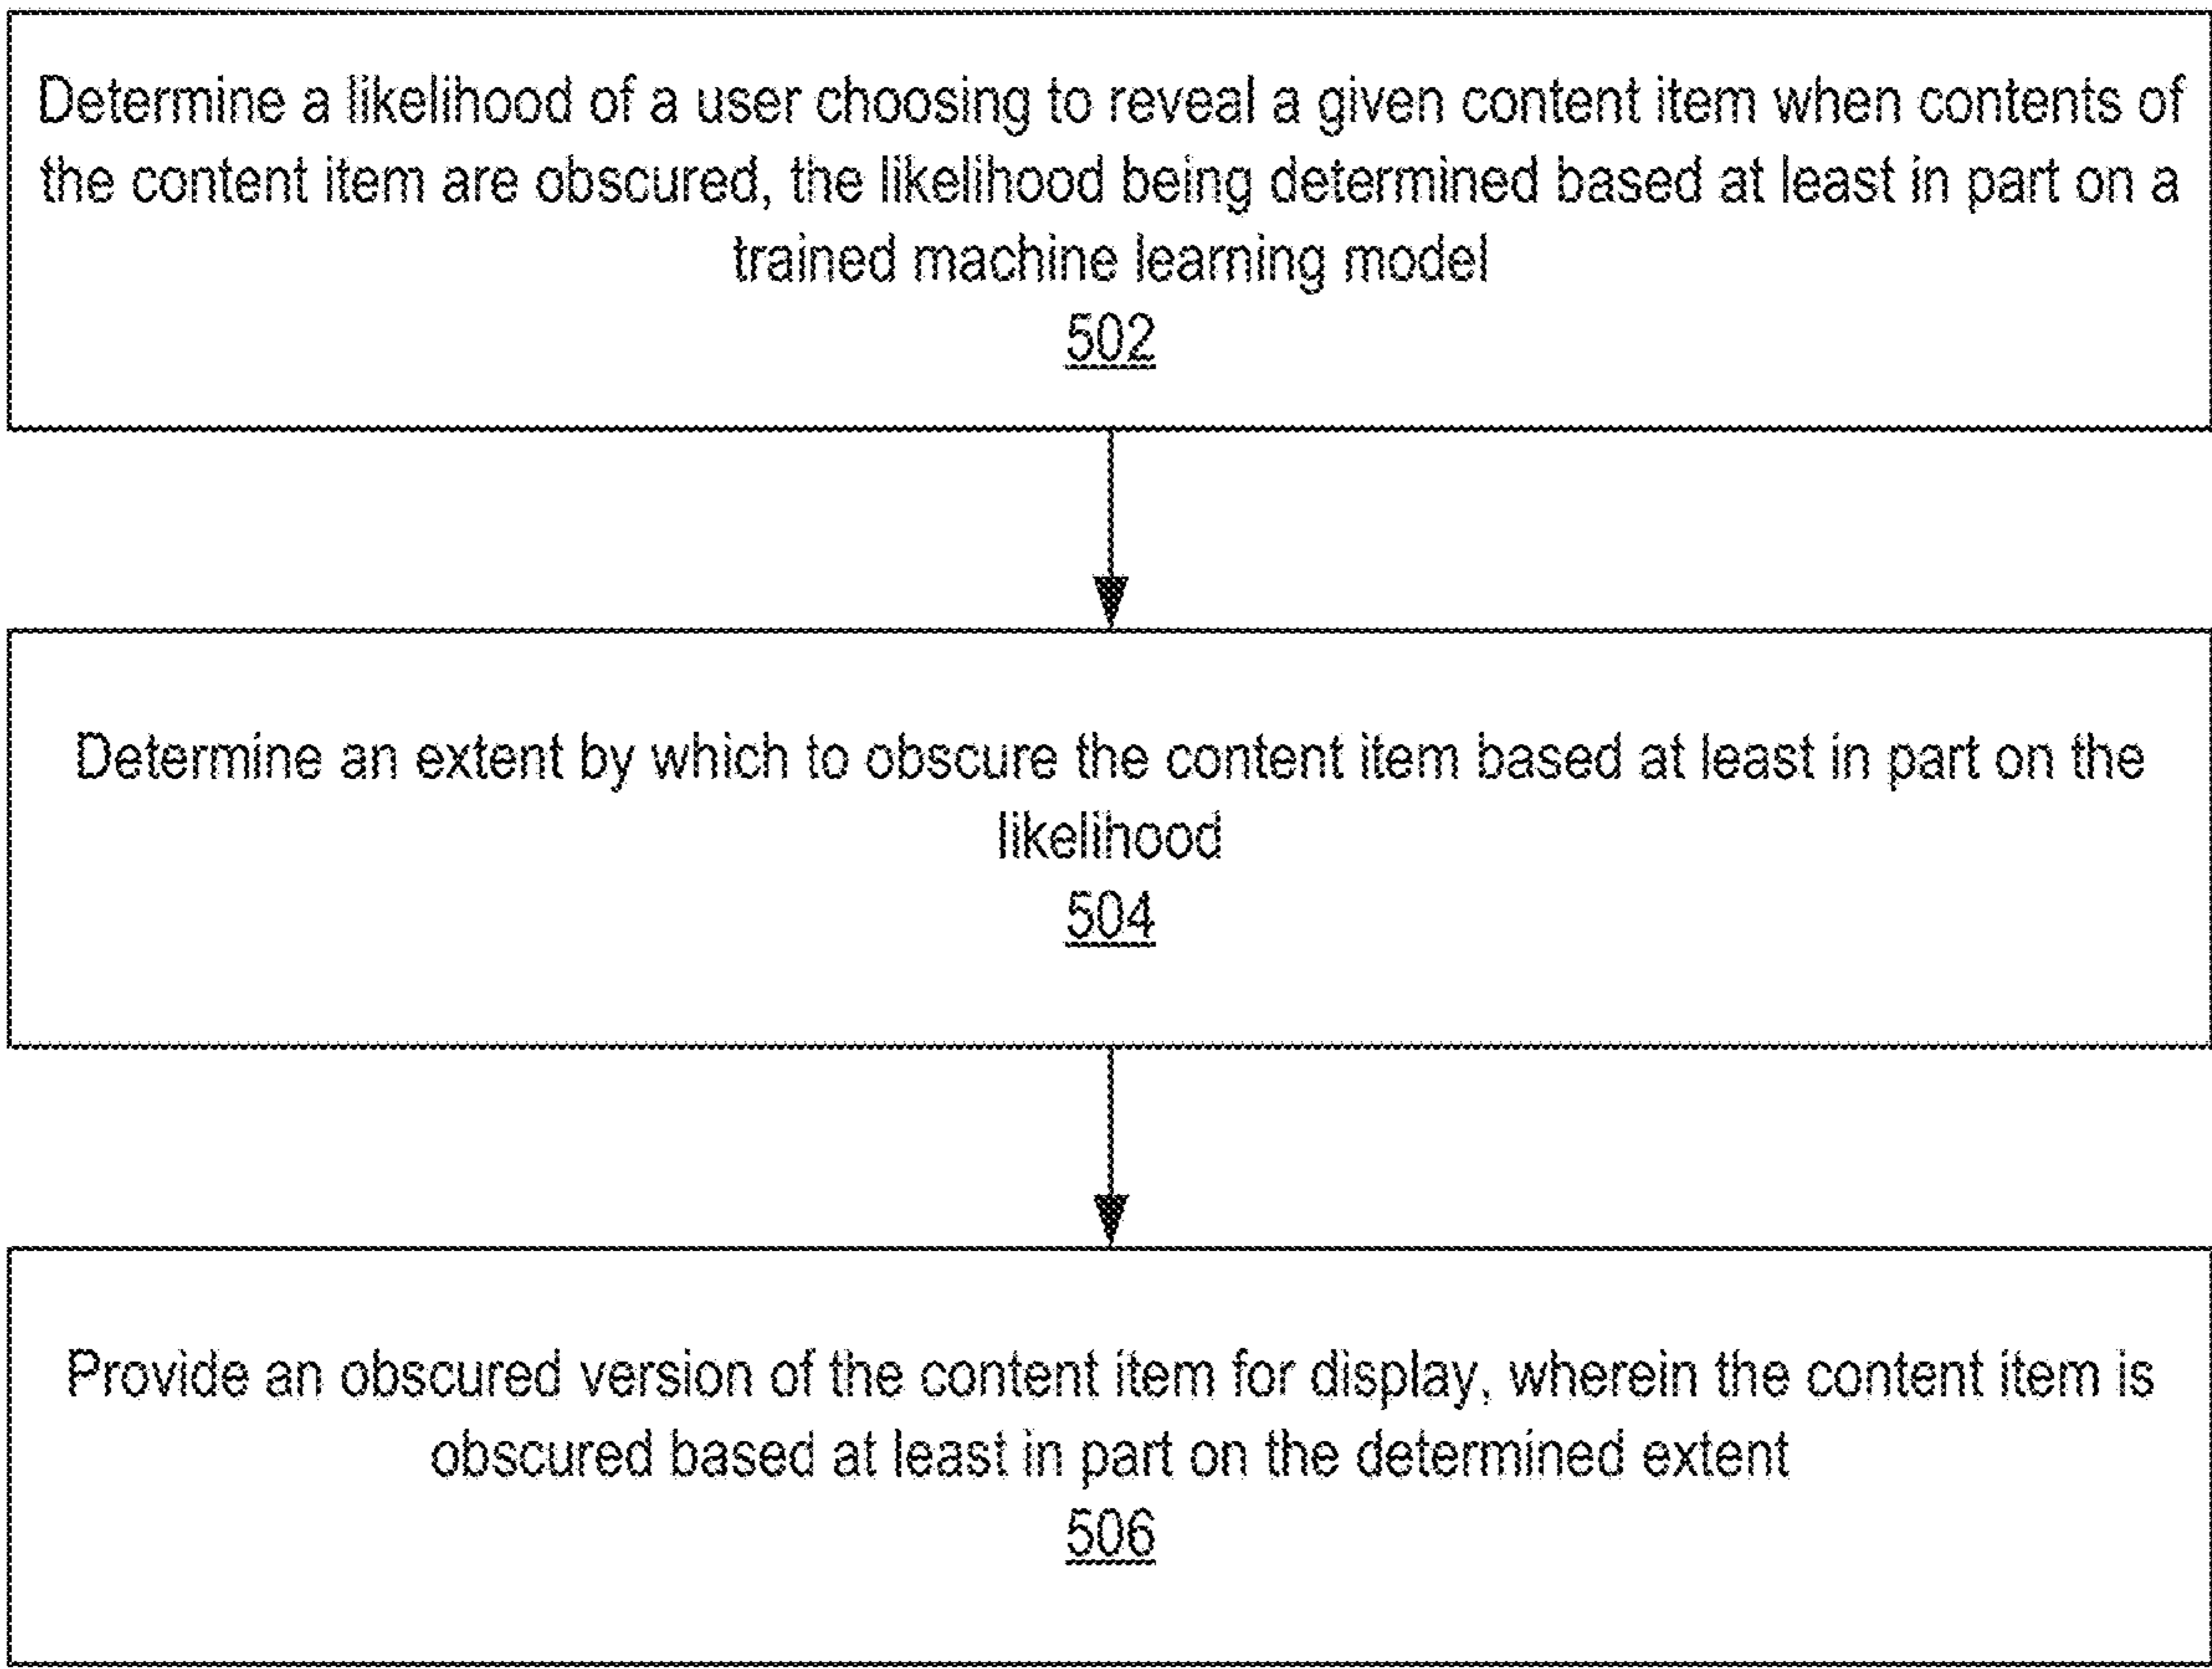 Determine a likelihood of a user choosing to reveal a given content item when contents of
the content item are obscured, the likelihood being determined based at least in part on a
trained machine learning model
502
Determine an extent by which to obscure the content item based at least in part on the
likelihood
504
Provide an obscured version of the content item for display, wherein the content item is
obscured based at least in part on the determined extent
506